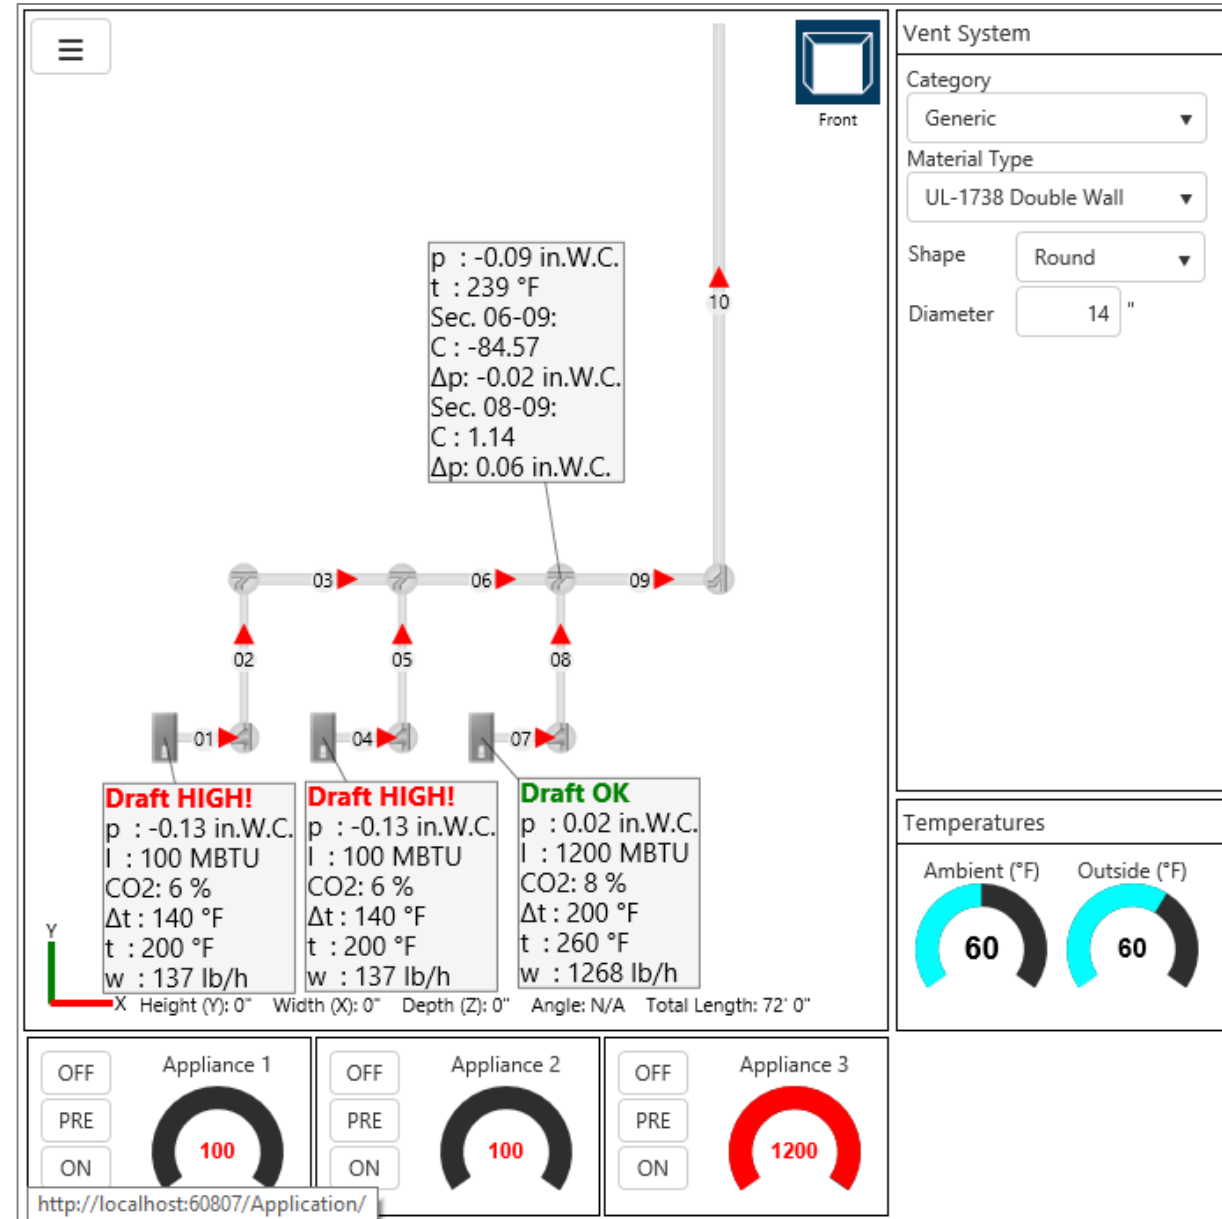 ☰
Front
Vent System
Category
Generic
Material Type
UL-1738 Double Wall
Shape
Round
Diameter
14 "
p : -0.09 in.W.C.
t : 239 °F
Sec. 06-09:
C : -84.57
Δp: -0.02 in.W.C.
Sec. 08-09:
C : 1.14
Δp: 0.06 in.W.C.
10
03
06
09
02
05
08
01
04
07
Draft HIGH!
p : -0.13 in.W.C.
I : 100 MBTU
CO2: 6 %
Δt : 140 °F
t : 200 °F
w : 137 lb/h
Draft HIGH!
p : -0.13 in.W.C.
I : 100 MBTU
CO2: 6 %
Δt : 140 °F
t : 200 °F
w : 137 lb/h
Draft OK
p : 0.02 in.W.C.
I : 1200 MBTU
CO2: 8 %
Δt : 200 °F
t : 260 °F
w : 1268 lb/h
Y
X
Height (Y): 0" Width (X): 0" Depth (Z): 0" Angle: N/A Total Length: 72' 0"
Temperatures
Ambient (°F)
60
Outside (°F)
60
OFF
PRE
ON
Appliance 1
100
OFF
PRE
ON
Appliance 2
100
OFF
PRE
ON
Appliance 3
1200
http://localhost:60807/Application/